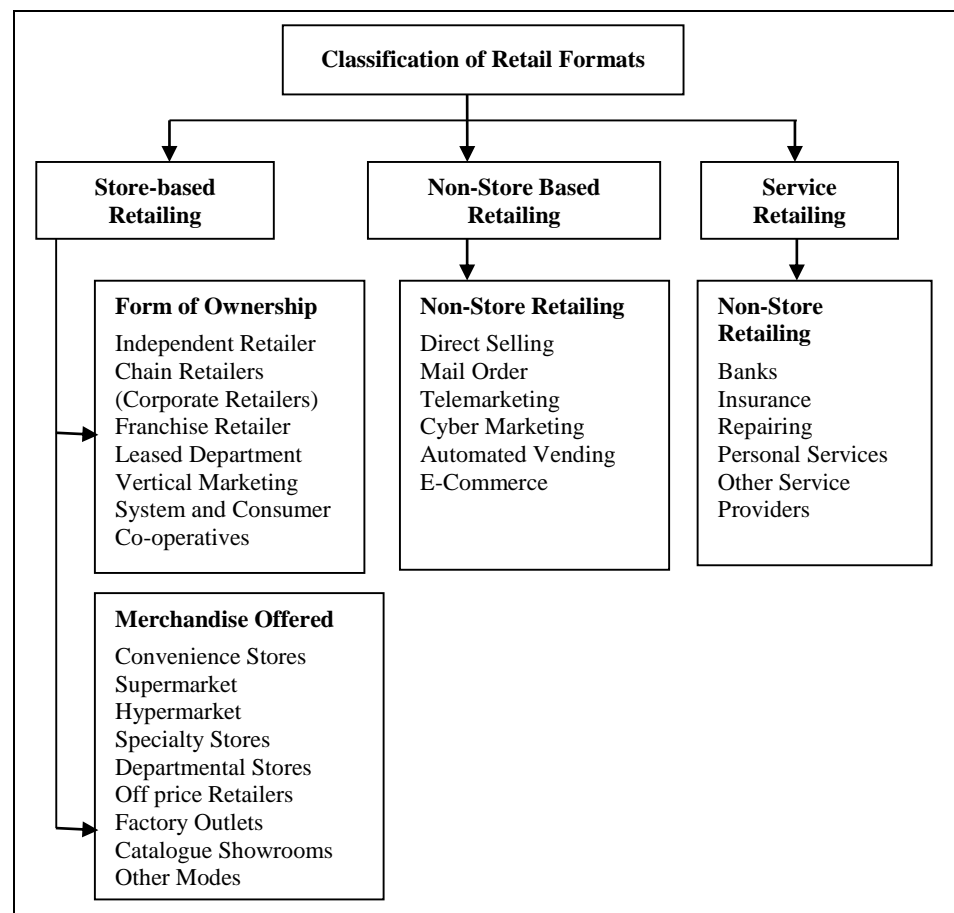 Classification of Retail Formats
Store-based
Retailing
Non-Store Based
Retailing
Service
Retailing
Form of Ownership
Independent Retailer
Chain Retailers
(Corporate Retailers)
Franchise Retailer
Leased Department
Vertical Marketing
System and Consumer
Co-operatives
Non-Store Retailing
Direct Selling
Mail Order
Telemarketing
Cyber Marketing
Automated Vending
E-Commerce
Non-Store
Retailing
Banks
Insurance
Repairing
Personal Services
Other Service
Providers
Merchandise Offered
Convenience Stores
Supermarket
Hypermarket
Specialty Stores
Departmental Stores
Off price Retailers
Factory Outlets
Catalogue Showrooms
Other Modes